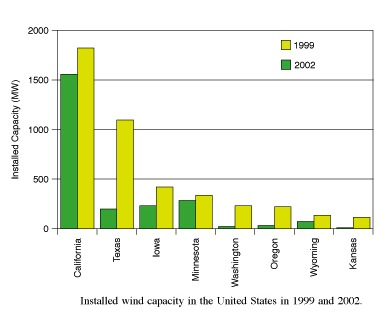 2000
1999
2002
1500
1000
500
0
Installed Capacity (MW)
California
Texas
Iowa
Minnesota
Washington
Oregon
Wyoming
Kansas
Installed wind capacity in the United States in 1999 and 2002.